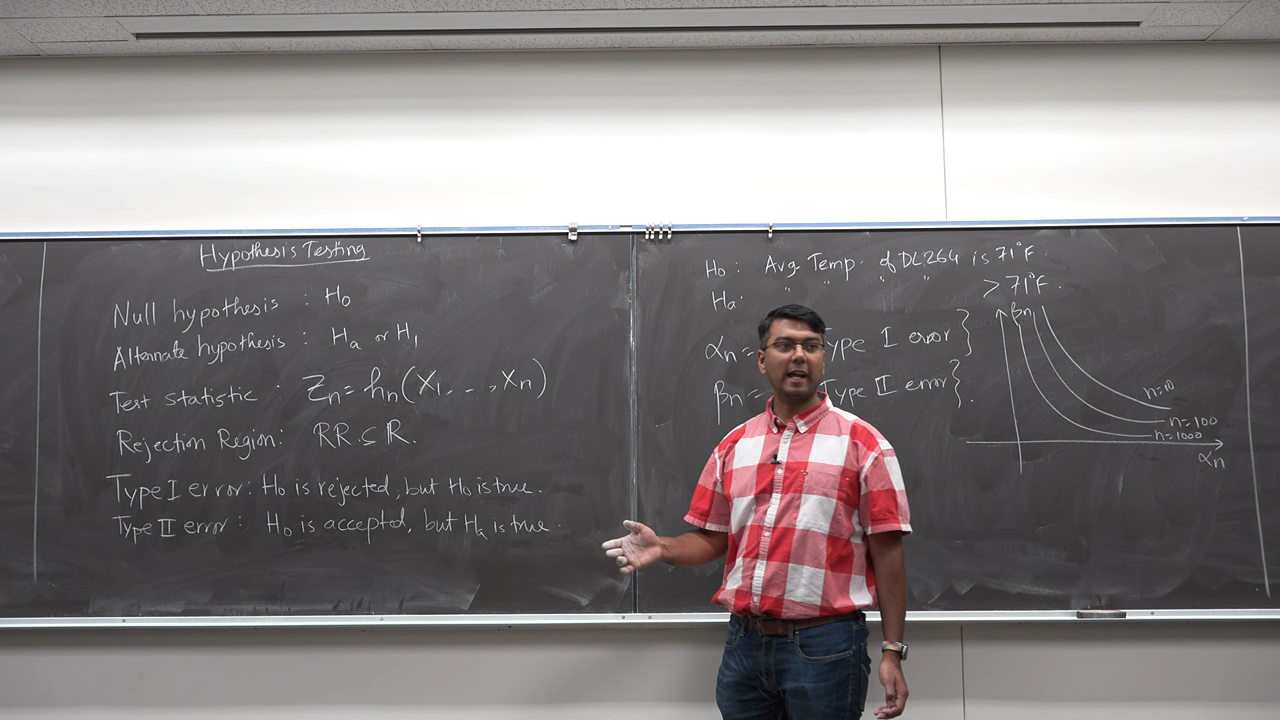 Hypothesis Testing
Null hypothesis : H₀
Alternate hypothesis : Ha or H₁
Test statistic : Zn = hn(X₁, . . , Xn)
Rejection Region: RR ⊆ ℝ.
Type I error : H₀ is rejected, but H₀ is true.
Type II error : H₀ is accepted, but Ha is true.
H₀ : Avg Temp. of DL264 is 71°F.
Ha: " " " " > 71°F.
αn = Type I error }
βn = Type II error }.
βn
n=10
n=100
n=1000
αn